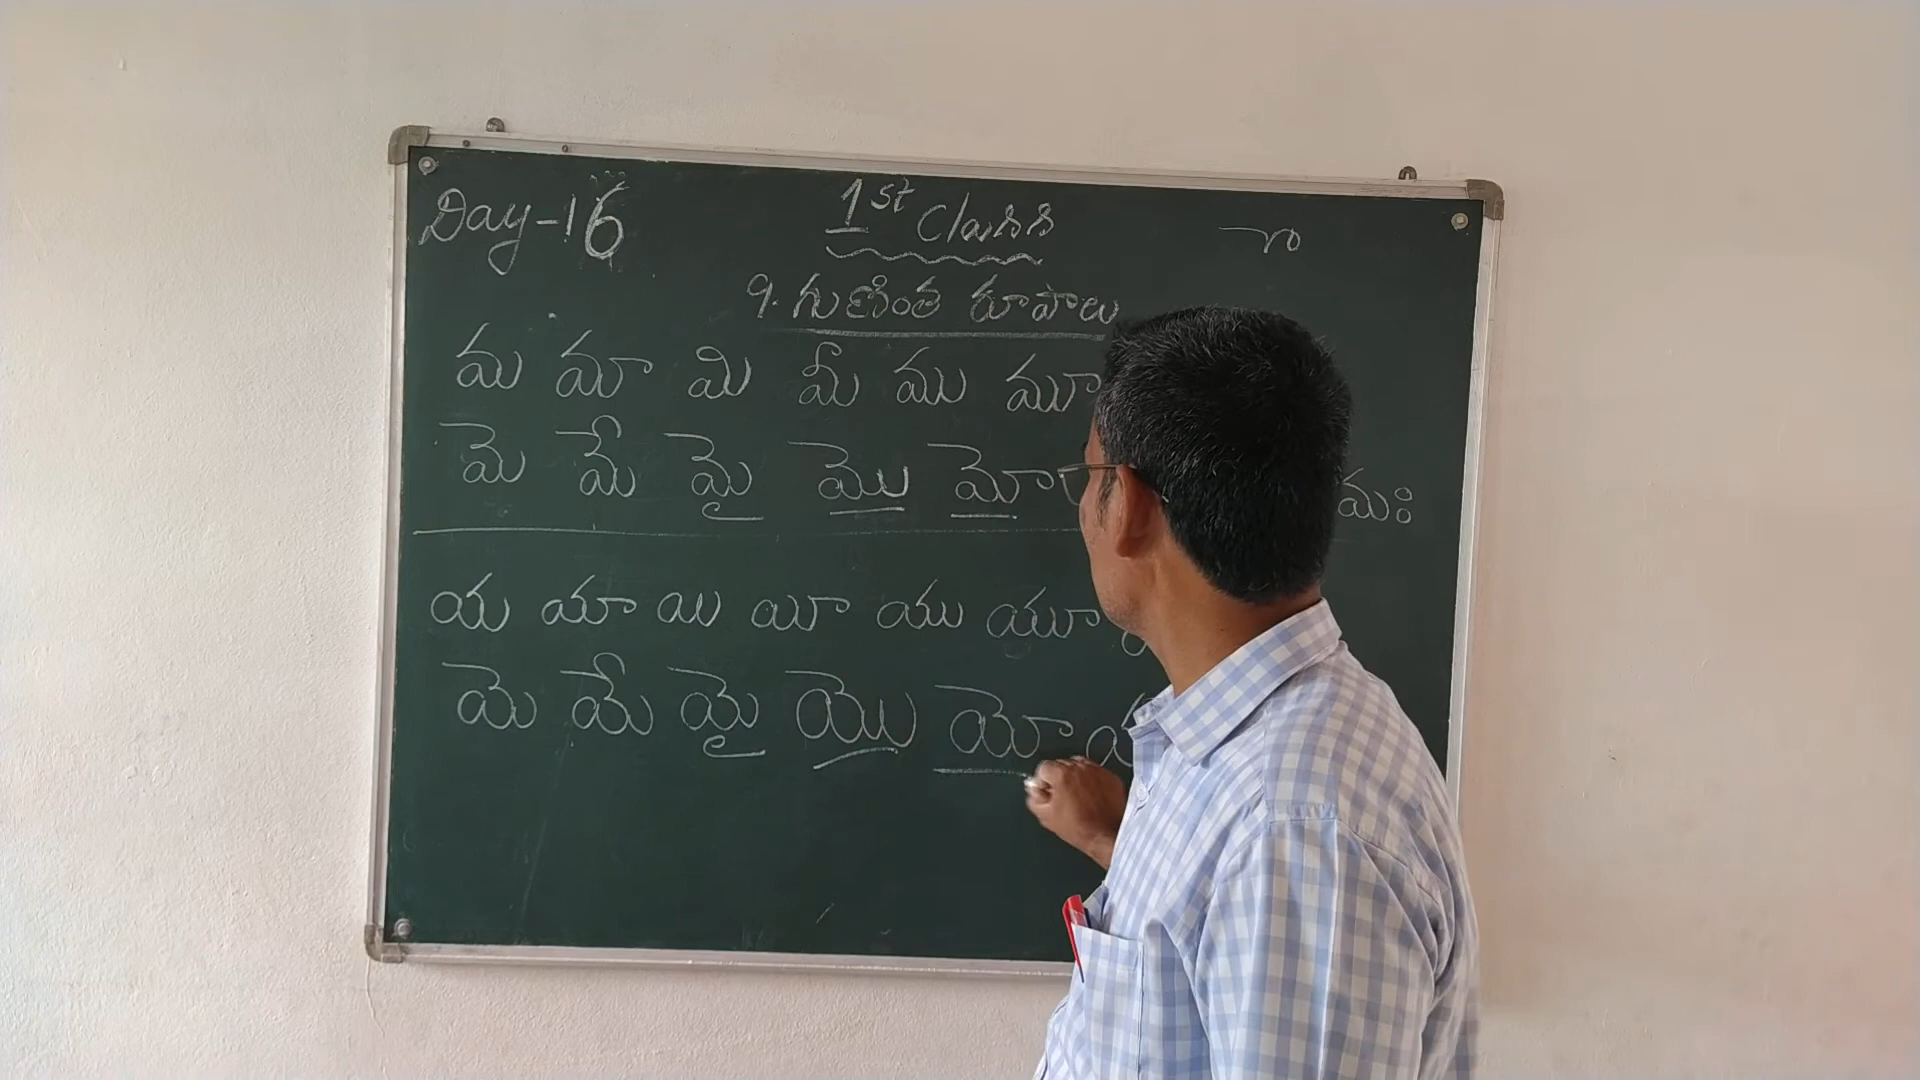 Day-16 1st Class
9. గుణింత రూపాలు
మ మా మి మీ ము మూ
మె మే మై మొ మో మః
య యా యి యీ యు యూ
యె యే యై యొ యో